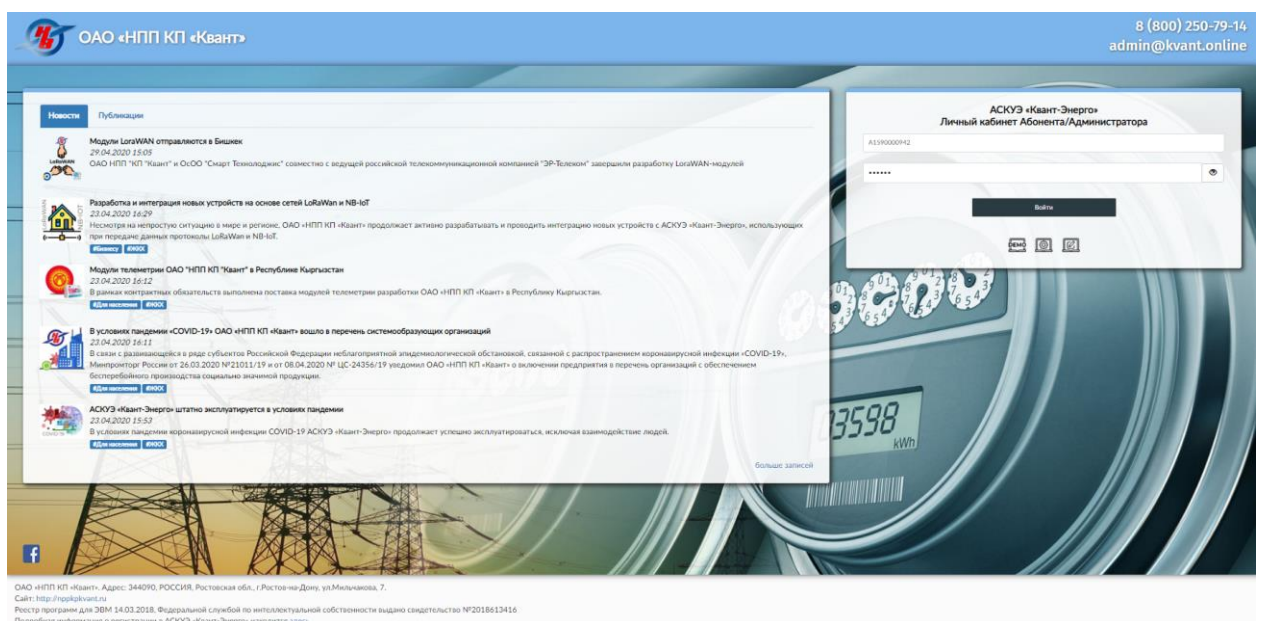 ОАО «НПП КП «Квант»
8 (800) 250-79-14
admin@kvant.online
Новости Публикации
Модули LoraWAN отправляются в Бишкек
29.04.2020 15:05
ОАО НПП "КП "Квант" и ОсОО "Смарт Технолоджис" совместно с ведущей российской телекоммуникационной компанией "ЭР-Телеком" завершили разработку LoraWAN-модулей
Разработка и интеграция новых устройств на основе сетей LoRaWan и NB-IoT
23.04.2020 16:29
Несмотря на непростую ситуацию в мире и регионе, ОАО «НПП КП «Квант» продолжает активно разрабатывать и проводить интеграцию новых устройств с АСКУЭ «Квант-Энерго», использующих
при передаче данных протоколы LoRaWan и NB-IoT.
#Бизнесу #ЖКХ
Модули телеметрии ОАО "НПП КП "Квант" в Республике Кыргызстан
23.04.2020 16:12
В рамках контрактных обязательств выполнена поставка модулей телеметрии разработки ОАО «НПП КП «Квант» в Республику Кыргызстан.
#Для населения #ЖКХ
В условиях пандемии «COVID-19» ОАО «НПП КП «Квант» вошло в перечень системообразующих организаций
23.04.2020 16:11
В связи с развивающейся в ряде субъектов Российской Федерации неблагоприятной эпидемиологической обстановкой, связанной с распространением коронавирусной инфекции «COVID-19»,
Минпромторг России от 26.03.2020 №21011/19 и от 08.04.2020 № ЦС-24356/19 уведомил ОАО «НПП КП «Квант» о включении предприятия в перечень организаций с обеспечением
бесперебойного производства социально значимой продукции.
#Для населения #ЖКХ
АСКУЭ «Квант-Энерго» штатно эксплуатируется в условиях пандемии
23.04.2020 15:53
В условиях пандемии коронавирусной инфекции COVID-19 АСКУЭ «Квант-Энерго» продолжает успешно эксплуатироваться, исключая взаимодействие людей.
#Для населения #ЖКХ
больше записей
АСКУЭ «Квант-Энерго»
Личный кабинет Абонента/Администратора
A1590000942
••••••
Войти
DEMO
33598
kWh
ОАО «НПП КП «Квант». Адрес: 344090, РОССИЯ, Ростовская обл., г.Ростов-на-Дону, ул.Мильчакова, 7.
Сайт: http://nppkpkvant.ru
Реестр программ для ЭВМ 14.03.2018, Федеральной службой по интеллектуальной собственности выдано свидетельство №2018613416
Подробная информация о регистрации в АСКУЭ «Квант-Энерго» находится здесь